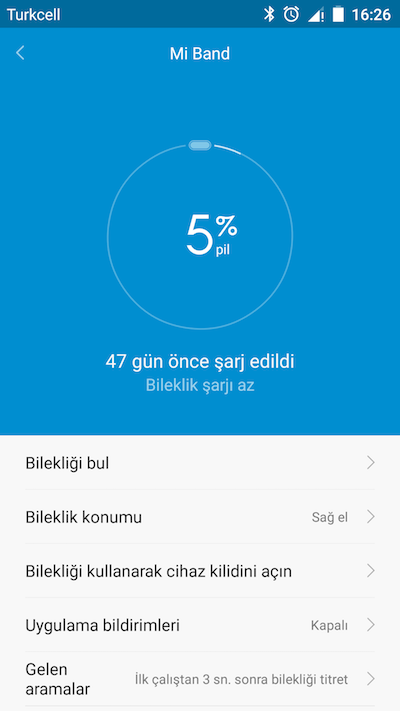 Turkcell 16:26
Mi Band
5%
pil
47 gün önce şarj edildi
Bileklik şarjı az
Bilekliği bul
Bileklik konumu Sağ el
Bilekliği kullanarak cihaz kilidini açın
Uygulama bildirimleri Kapalı
Gelen
aramalar İlk çalıştan 3 sn. sonra bilekliği titret